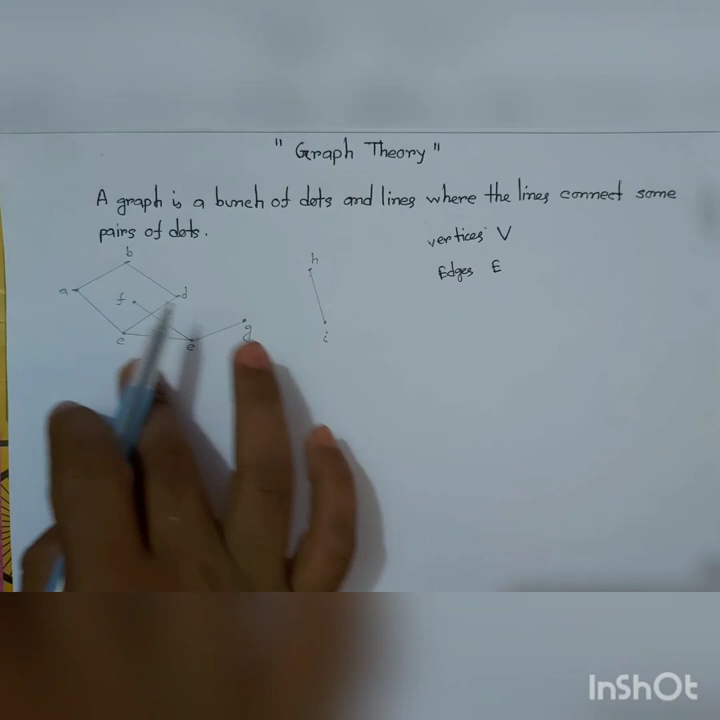 " Graph Theory "
A graph is a bunch of dots and lines where the lines connect some
pairs of dots.
vertices V
Edges E
b
h
a
f
d
c
e
g
i
InShOt